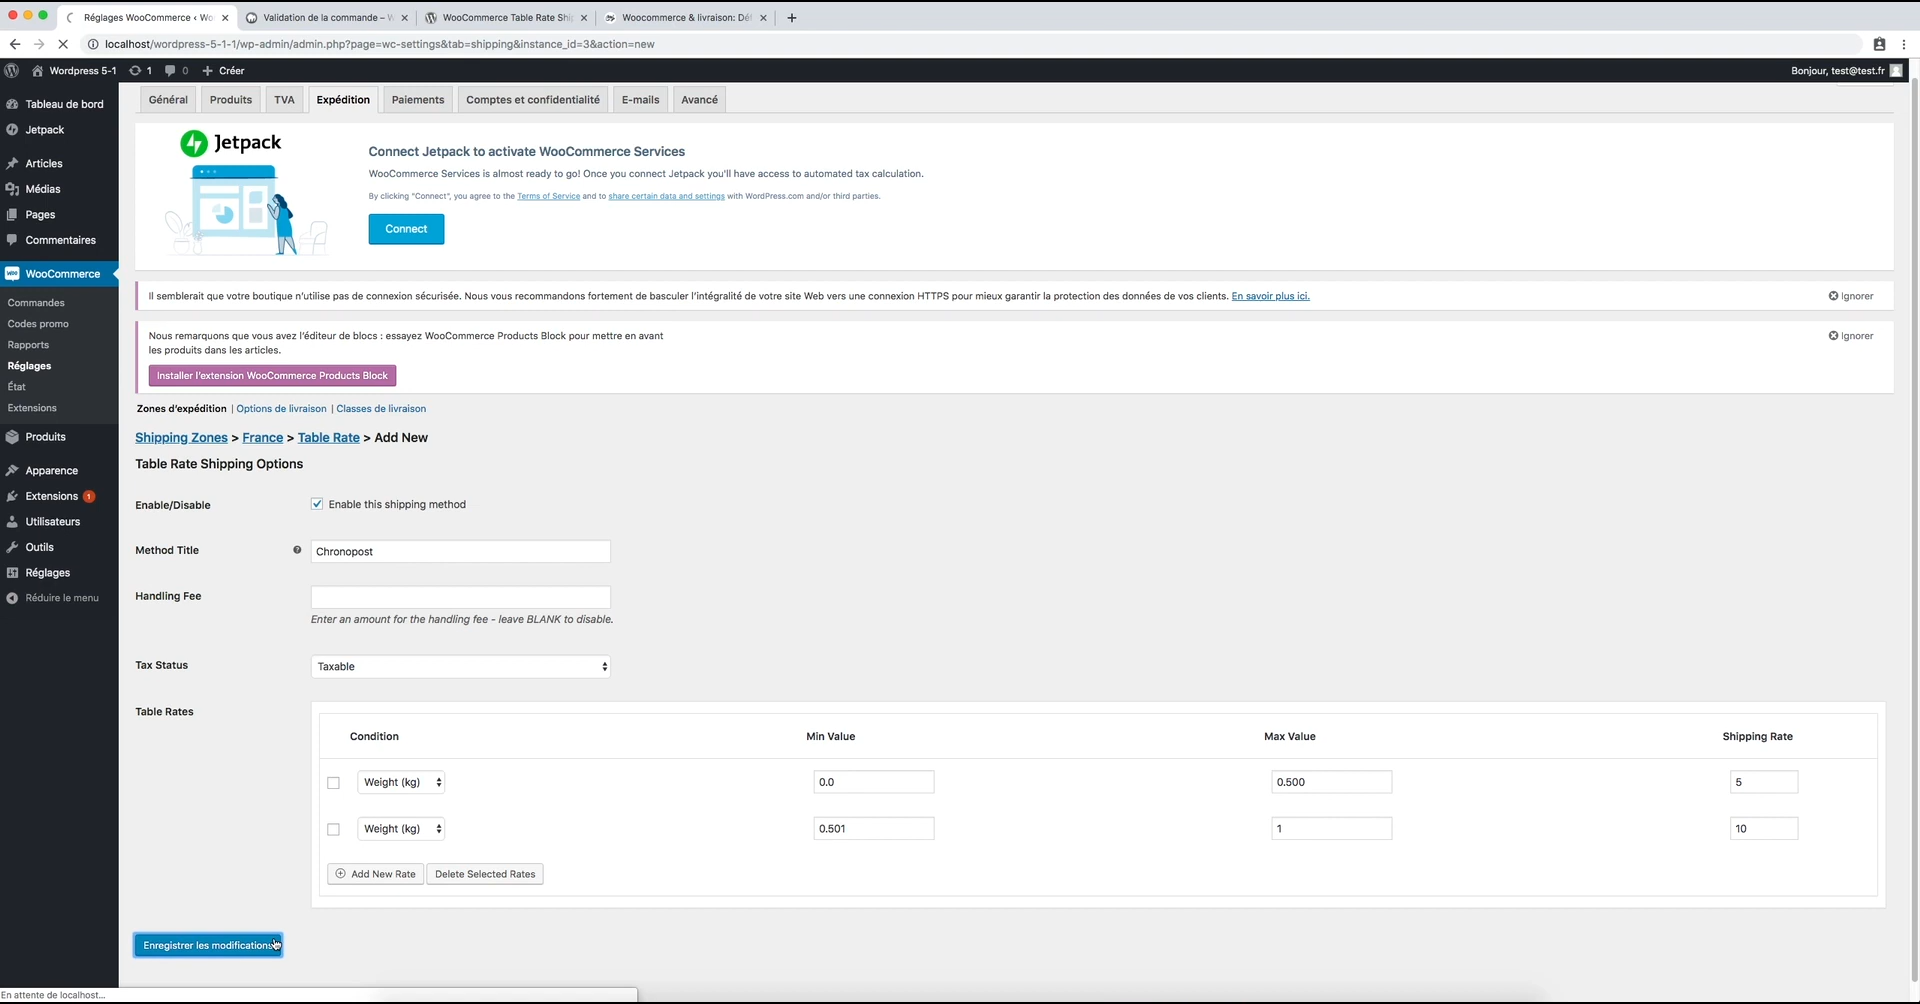 Réglages WooCommerce ‹ Wo
Validation de la commande – W
WooCommerce Table Rate Ship
Woocommerce & livraison: Déf
localhost/wordpress-5-1-1/wp-admin/admin.php?page=wc-settings&tab=shipping&instance_id=3&action=new
Wordpress 5-1
1
0
Créer
Bonjour, test@test.fr
Tableau de bord
Jetpack
Articles
Médias
Pages
Commentaires
WooCommerce
Commandes
Codes promo
Rapports
Réglages
État
Extensions
Produits
Apparence
Extensions 1
Utilisateurs
Outils
Réglages
Réduire le menu
Général
Produits
TVA
Expédition
Paiements
Comptes et confidentialité
E-mails
Avancé
Jetpack
Connect Jetpack to activate WooCommerce Services
WooCommerce Services is almost ready to go! Once you connect Jetpack you'll have access to automated tax calculation.
By clicking "Connect", you agree to the Terms of Service and to share certain data and settings with WordPress.com and/or third parties.
Connect
Il semblerait que votre boutique n'utilise pas de connexion sécurisée. Nous vous recommandons fortement de basculer l'intégralité de votre site Web vers une connexion HTTPS pour mieux garantir la protection des données de vos clients. En savoir plus ici.
Ignorer
Nous remarquons que vous avez l'éditeur de blocs : essayez WooCommerce Products Block pour mettre en avant
les produits dans les articles.
Ignorer
Installer l'extension WooCommerce Products Block
Zones d'expédition | Options de livraison | Classes de livraison
Shipping Zones > France > Table Rate > Add New
Table Rate Shipping Options
Enable/Disable
Enable this shipping method
Method Title
Chronopost
Handling Fee
Enter an amount for the handling fee - leave BLANK to disable.
Tax Status
Taxable
Table Rates
Condition Min Value Max Value Shipping Rate
Weight (kg) 0.0 0.500 5
Weight (kg) 0.501 1 10
Add New Rate
Delete Selected Rates
Enregistrer les modifications
En attente de localhost...